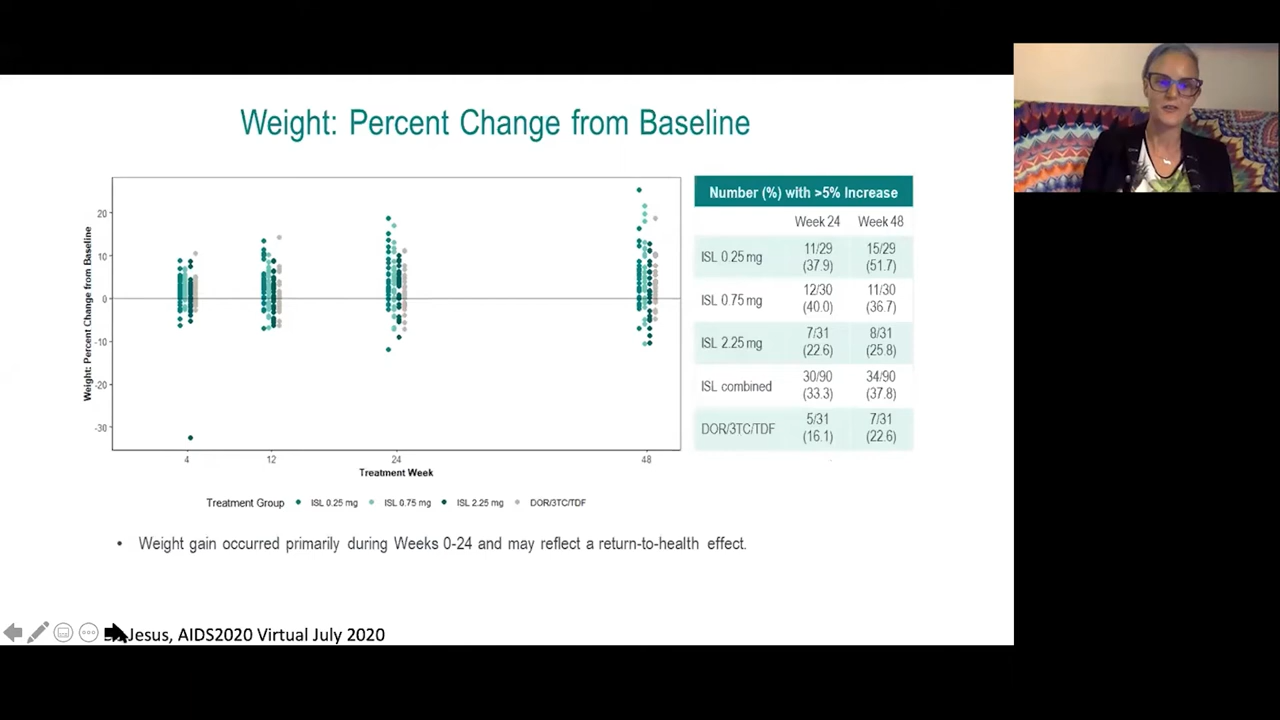 Weight: Percent Change from Baseline
Weight: Percent Change from Baseline
20
10
0
-10
-20
-30
4
12
24
48
Treatment Week
Treatment Group
ISL 0.25 mg
ISL 0.75 mg
ISL 2.25 mg
DOR/3TC/TDF
Number (%) with >5% Increase
Week 24
Week 48
ISL 0.25 mg
11/29
(37.9)
15/29
(51.7)
ISL 0.75 mg
12/30
(40.0)
11/30
(36.7)
ISL 2.25 mg
7/31
(22.6)
8/31
(25.8)
ISL combined
30/90
(33.3)
34/90
(37.8)
DOR/3TC/TDF
5/31
(16.1)
7/31
(22.6)
• Weight gain occurred primarily during Weeks 0-24 and may reflect a return-to-health effect.
Jesus, AIDS2020 Virtual July 2020